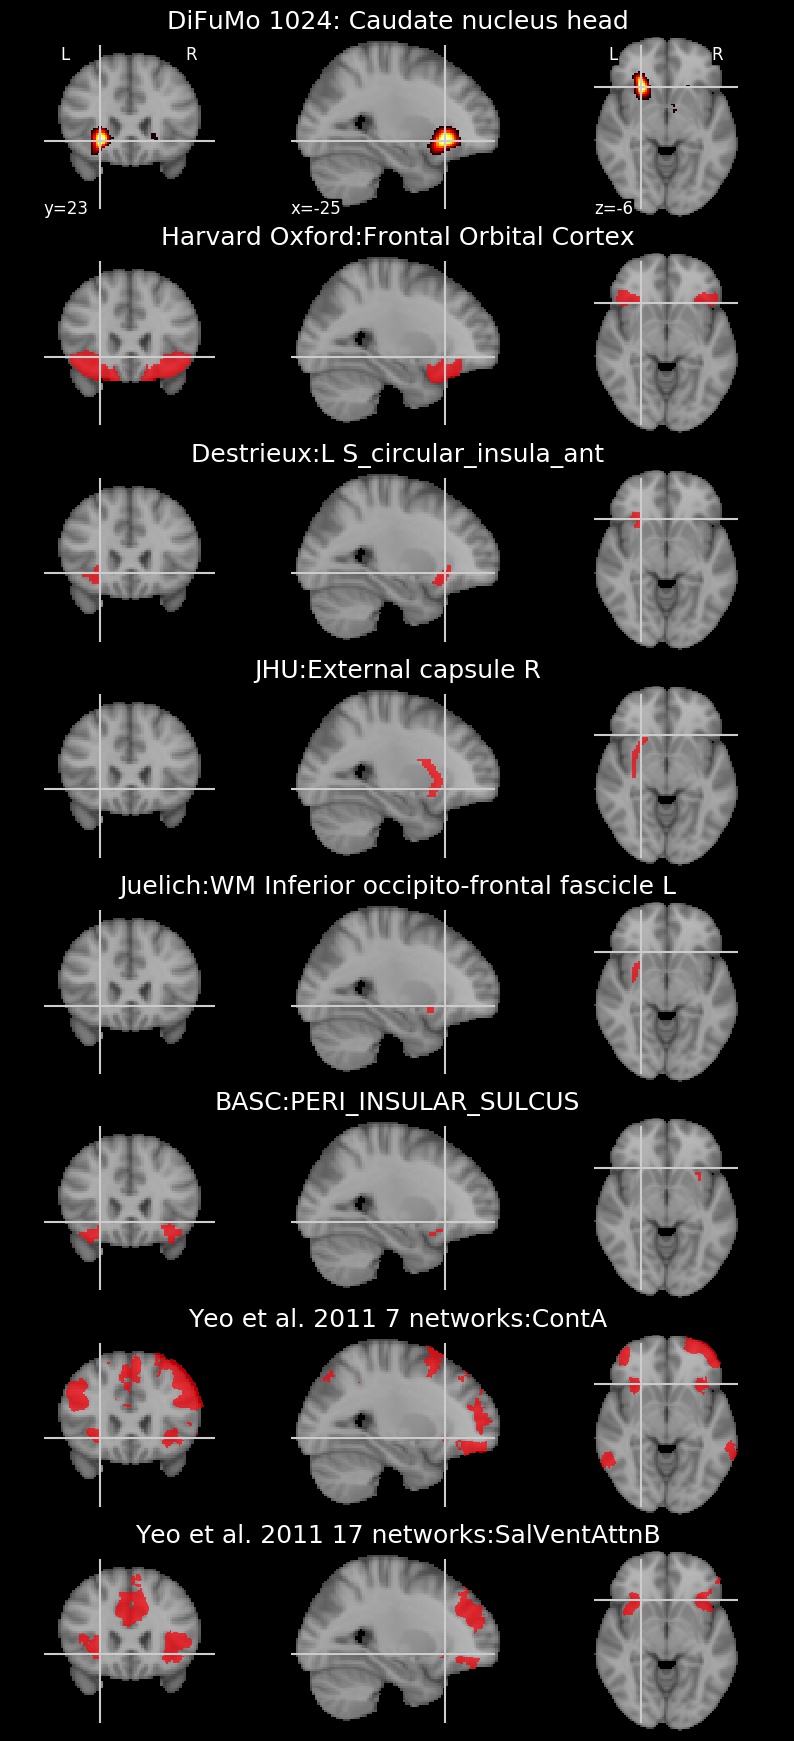 DiFuMo 1024: Caudate nucleus head
L R L R
y=23 x=-25 z=-6
Harvard Oxford:Frontal Orbital Cortex
Destrieux:L S_circular_insula_ant
JHU:External capsule R
Juelich:WM Inferior occipito-frontal fascicle L
BASC:PERI_INSULAR_SULCUS
Yeo et al. 2011 7 networks:ContA
Yeo et al. 2011 17 networks:SalVentAttnB